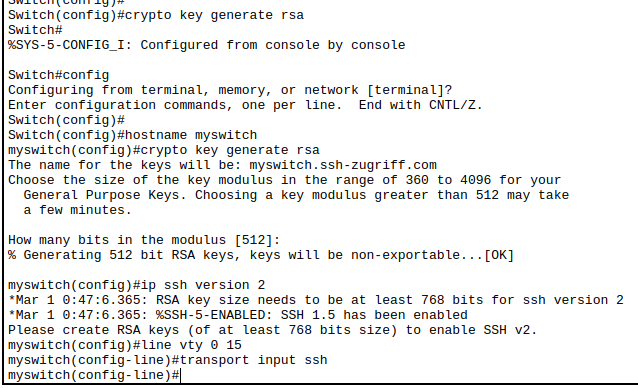 Switch(config)#
Switch(config)#crypto key generate rsa
Switch#
%SYS-5-CONFIG_I: Configured from console by console
Switch#config
Configuring from terminal, memory, or network [terminal]?
Enter configuration commands, one per line.  End with CNTL/Z.
Switch(config)#
Switch(config)#hostname myswitch
myswitch(config)#crypto key generate rsa
The name for the keys will be: myswitch.ssh-zugriff.com
Choose the size of the key modulus in the range of 360 to 4096 for your
General Purpose Keys. Choosing a key modulus greater than 512 may take
a few minutes.
How many bits in the modulus [512]:
% Generating 512 bit RSA keys, keys will be non-exportable...[OK]
myswitch(config)#ip ssh version 2
*Mar 1 0:47:6.365: RSA key size needs to be at least 768 bits for ssh version 2
*Mar 1 0:47:6.365: %SSH-5-ENABLED: SSH 1.5 has been enabled
Please create RSA keys (of at least 768 bits size) to enable SSH v2.
myswitch(config)#line vty 0 15
myswitch(config-line)#transport input ssh
myswitch(config-line)#